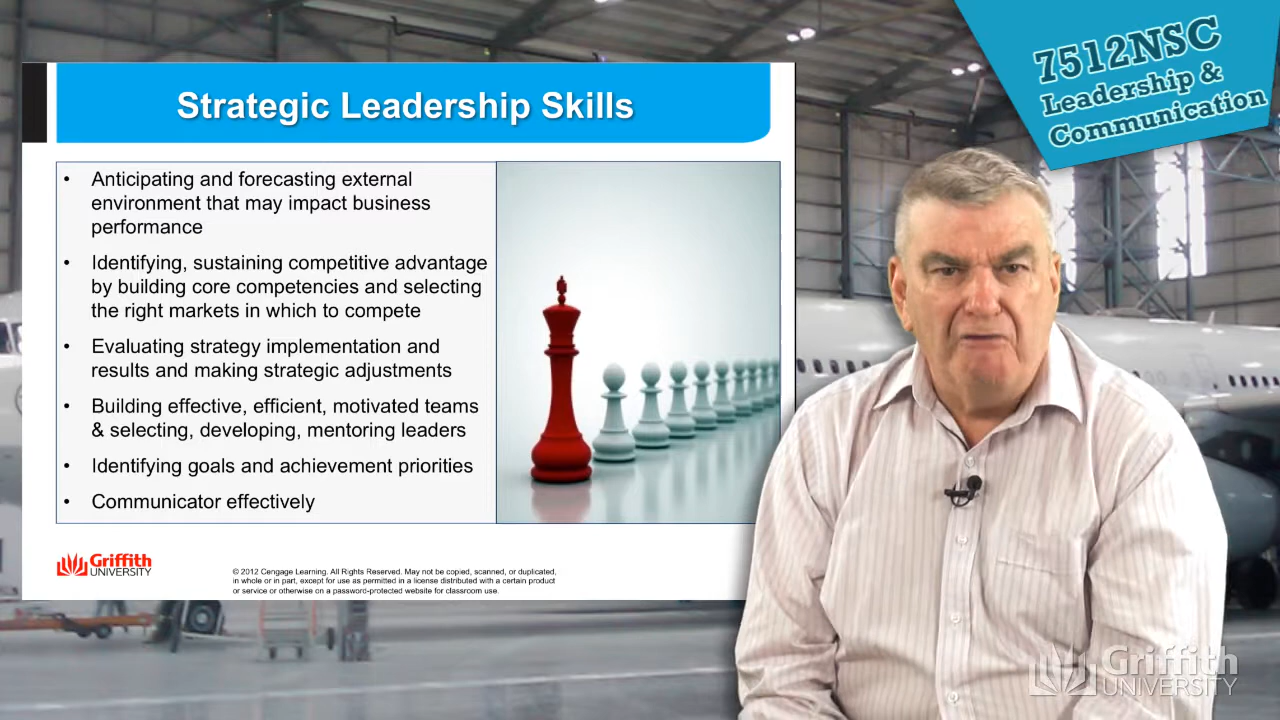 7512NSC
Leadership &
Communication
Strategic Leadership Skills
• Anticipating and forecasting external
environment that may impact business
performance
• Identifying, sustaining competitive advantage
by building core competencies and selecting
the right markets in which to compete
• Evaluating strategy implementation and
results and making strategic adjustments
• Building effective, efficient, motivated teams
& selecting, developing, mentoring leaders
• Identifying goals and achievement priorities
• Communicator effectively
Griffith
UNIVERSITY
© 2012 Cengage Learning. All Rights Reserved. May not be copied, scanned, or duplicated,
in whole or in part, except for use as permitted in a license distributed with a certain product
or service or otherwise on a password-protected website for classroom use.
Griffith
UNIVERSITY